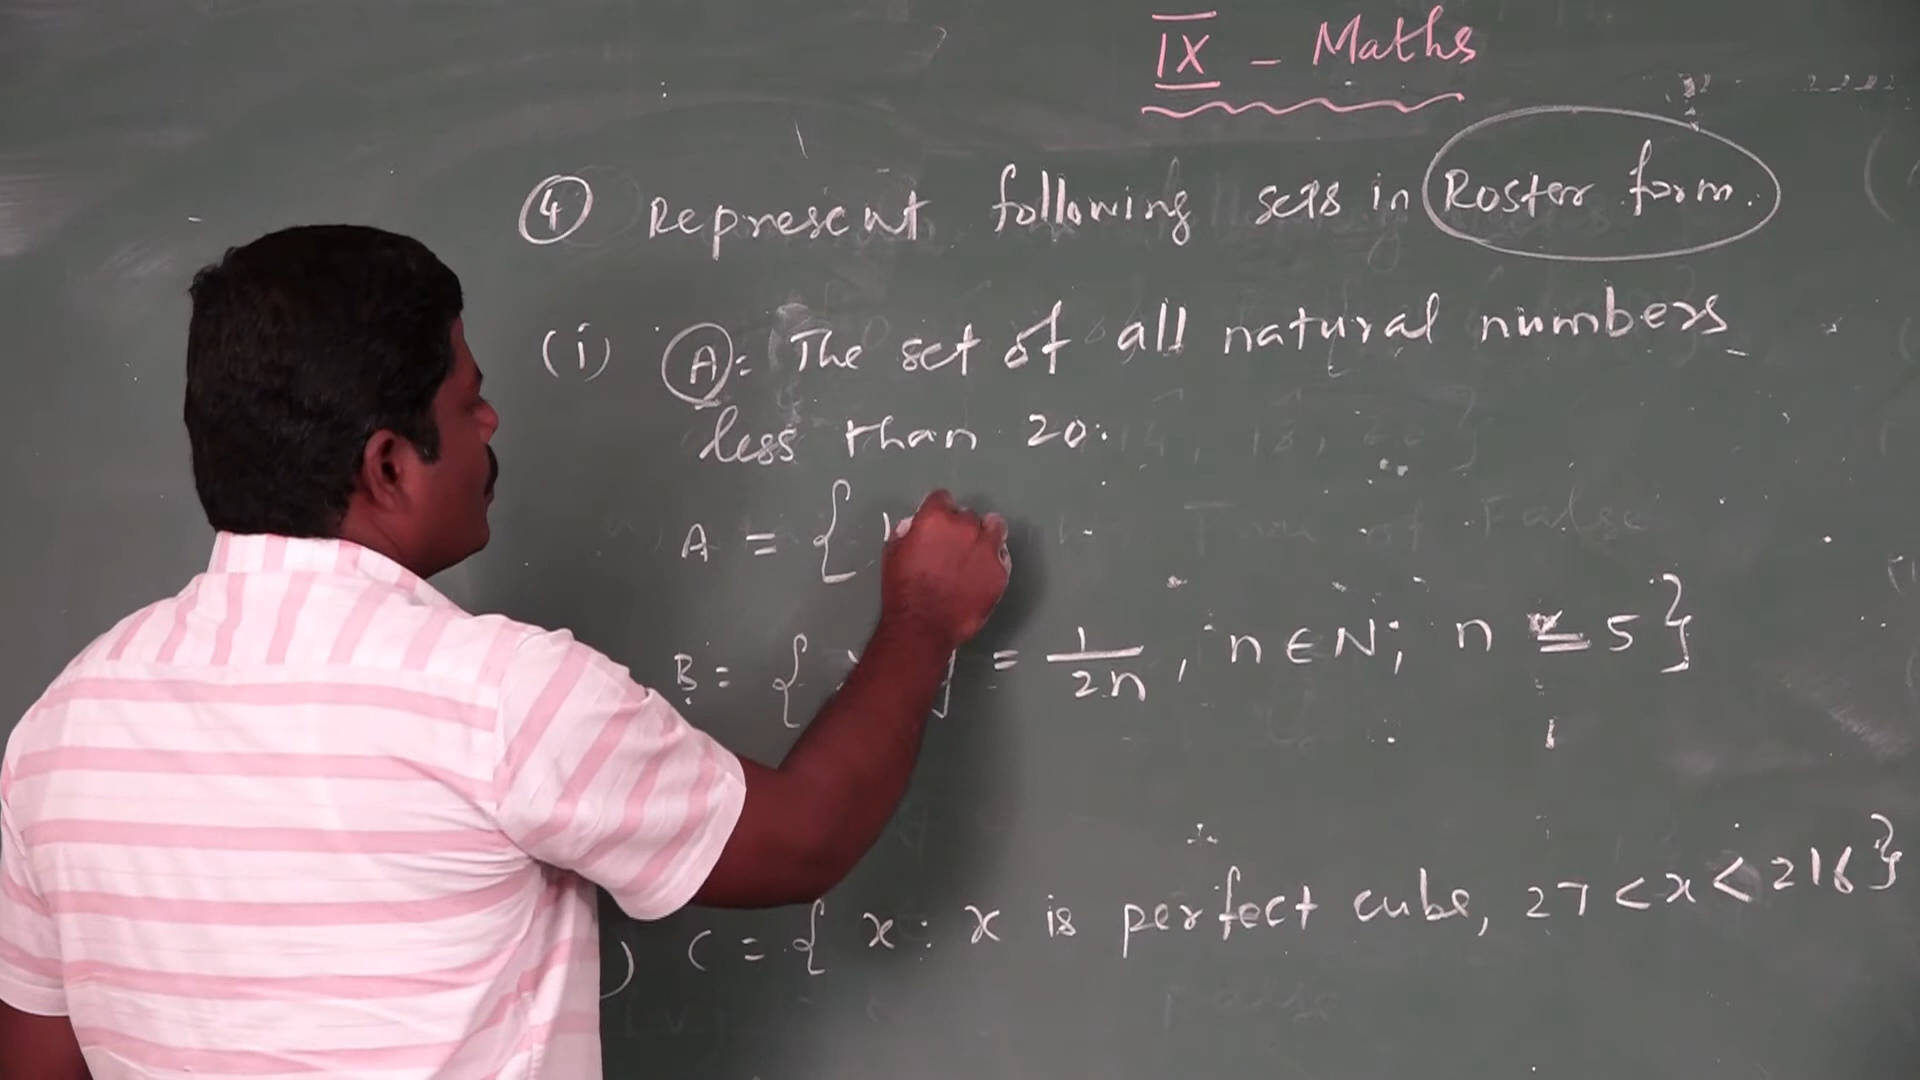 IX - Maths
4 Represent following sets in Roster form.
(i) A: The set of all natural numbers
less than 20.
A = { 1
B = { = 1/2n, n ∈ N; n ≤ 5}
) C = { x : x is perfect cube, 27 < x < 216}